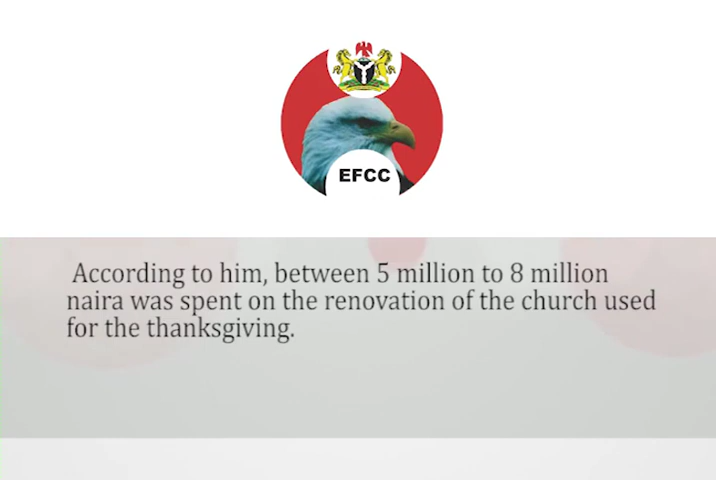 EFCC
According to him, between 5 million to 8 million
naira was spent on the renovation of the church used
for the thanksgiving.